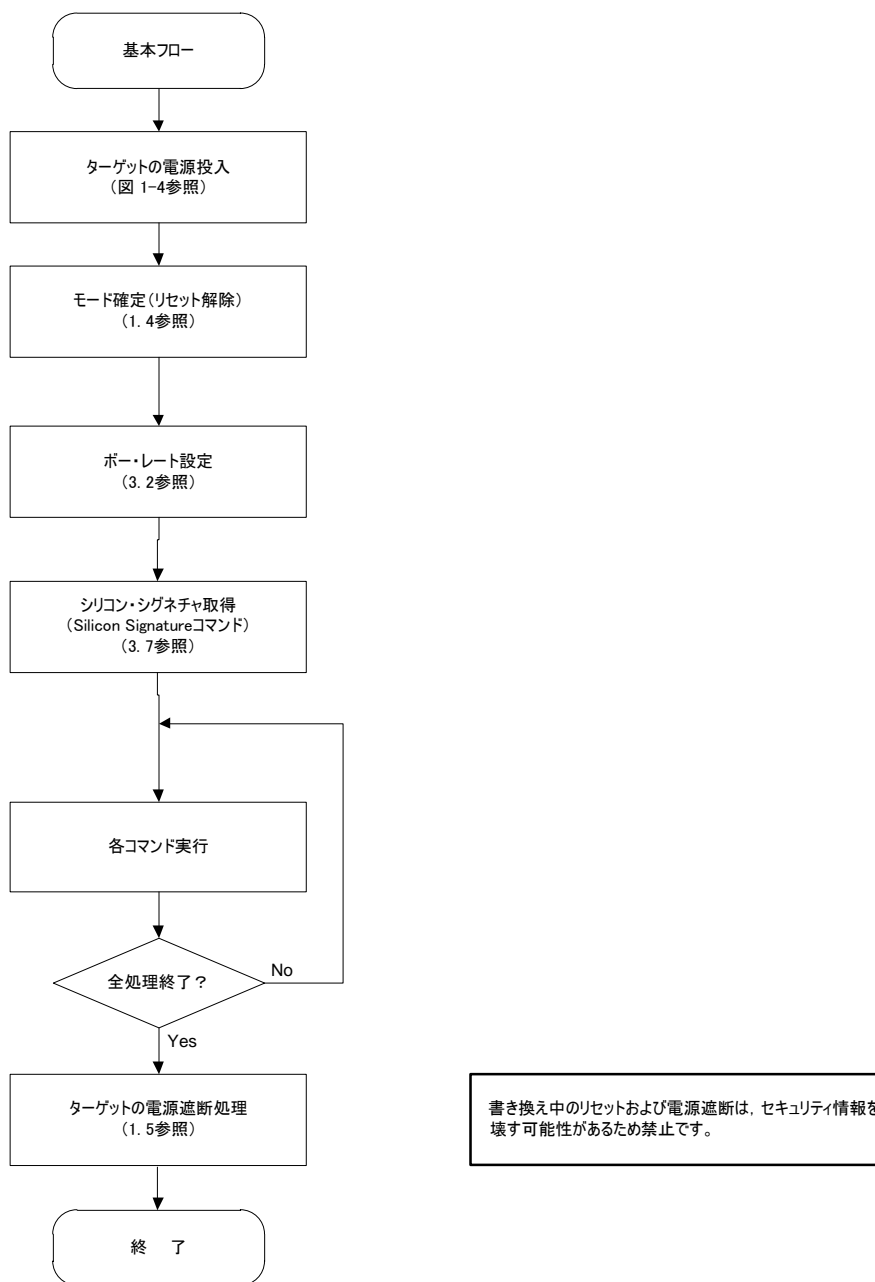 基本フロー
ターゲットの電源投入
（図 1-4参照）
モード確定（リセット解除）
（1. 4参照）
ボー・レート設定
（3. 2参照）
シリコン・シグネチャ取得
（Silicon Signatureコマンド）
（3. 7参照）
各コマンド実行
全処理終了？
No
Yes
ターゲットの電源遮断処理
（1. 5参照）
書き換え中のリセットおよび電源遮断は，セキュリティ情報を
壊す可能性があるため禁止です。
終　了